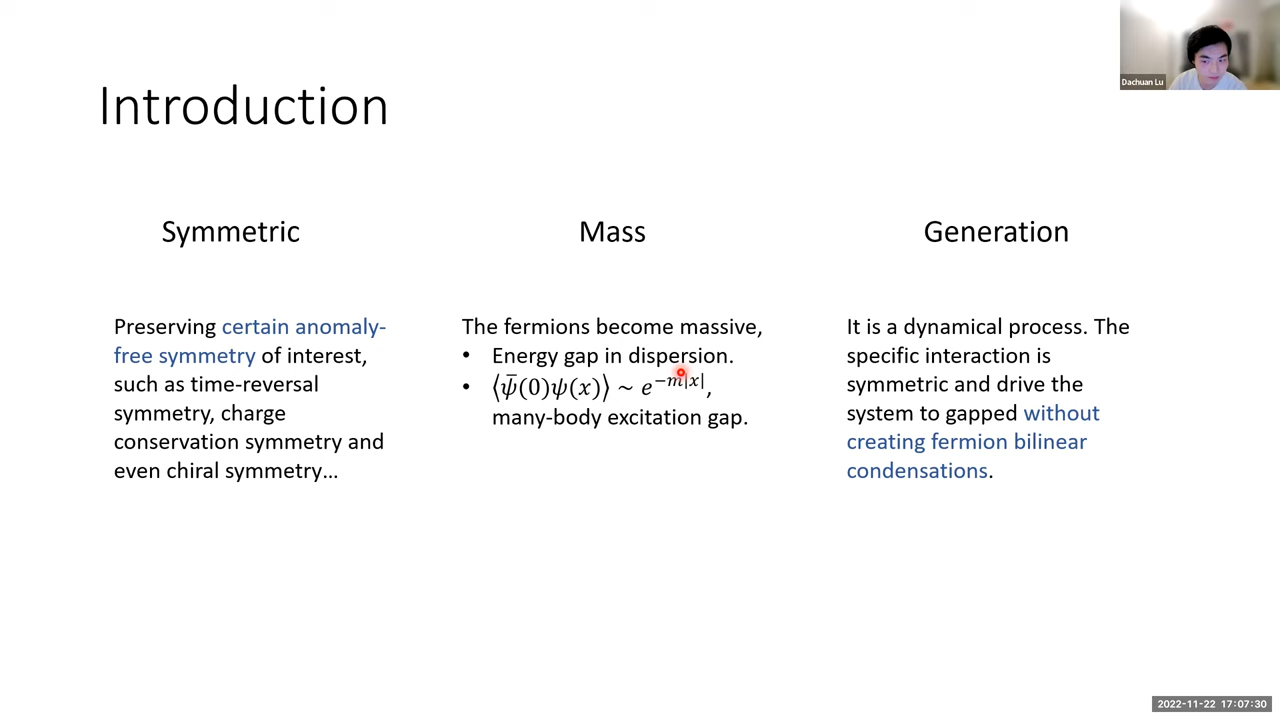 Introduction
Dachuan Lu
Symmetric
Mass
Generation
Preserving certain anomaly-
free symmetry of interest,
such as time-reversal
symmetry, charge
conservation symmetry and
even chiral symmetry…
The fermions become massive,
• Energy gap in dispersion.
• ⟨ψ̄(0)ψ(x)⟩ ~ e^{−m|x|},
many-body excitation gap.
It is a dynamical process. The
specific interaction is
symmetric and drive the
system to gapped without
creating fermion bilinear
condensations.
2022-11-22 17:07:30